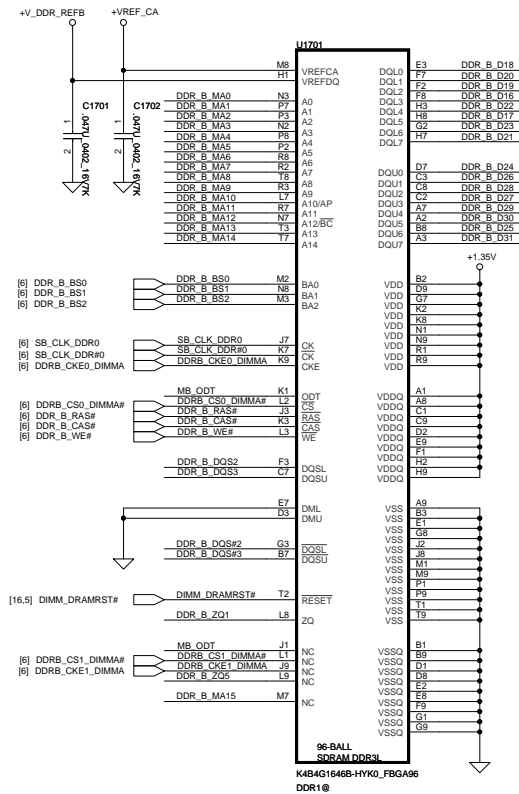 +V_DDR_REFB
+VREF_CA
U1701
M8 VREFCA
H1 VREFDQ
C1701
.047U_0402_16V7K
1
2
C1702
.047U_0402_16V7K
1
2
DDR_B_MA0 N3 A0
DDR_B_MA1 P7 A1
DDR_B_MA2 P3 A2
DDR_B_MA3 N2 A3
DDR_B_MA4 P8 A4
DDR_B_MA5 P2 A5
DDR_B_MA6 R8 A6
DDR_B_MA7 R2 A7
DDR_B_MA8 T8 A8
DDR_B_MA9 R3 A9
DDR_B_MA10 L7 A10/AP
DDR_B_MA11 R7 A11
DDR_B_MA12 N7 A12/BC
DDR_B_MA13 T3 A13
DDR_B_MA14 T7 A14
[6] DDR_B_BS0 DDR_B_BS0 M2 BA0
[6] DDR_B_BS1 DDR_B_BS1 N8 BA1
[6] DDR_B_BS2 DDR_B_BS2 M3 BA2
[6] SB_CLK_DDR0 SB_CLK_DDR0 J7 CK
[6] SB_CLK_DDR#0 SB_CLK_DDR#0 K7 CK
[6] DDRB_CKE0_DIMMA DDRB_CKE0_DIMMA K9 CKE
MB_ODT K1 ODT
[6] DDRB_CS0_DIMMA# DDRB_CS0_DIMMA# L2 CS
[6] DDR_B_RAS# DDR_B_RAS# J3 RAS
[6] DDR_B_CAS# DDR_B_CAS# K3 CAS
[6] DDR_B_WE# DDR_B_WE# L3 WE
DDR_B_DQS2 F3 DQSL
DDR_B_DQS3 C7 DQSU
E7 DML
D3 DMU
DDR_B_DQS#2 G3 DQSL
DDR_B_DQS#3 B7 DQSU
[16,5] DIMM_DRAMRST# DIMM_DRAMRST# T2 RESET
DDR_B_ZQ1 L8 ZQ
MB_ODT J1 NC
[6] DDRB_CS1_DIMMA# DDRB_CS1_DIMMA# L1 NC
[6] DDRB_CKE1_DIMMA DDRB_CKE1_DIMMA J9 NC
DDR_B_ZQ5 L9 NC
DDR_B_MA15 M7 NC
DQL0 E3 DDR_B_D18
DQL1 F7 DDR_B_D20
DQL2 F2 DDR_B_D19
DQL3 F8 DDR_B_D16
DQL4 H3 DDR_B_D22
DQL5 H8 DDR_B_D17
DQL6 G2 DDR_B_D23
DQL7 H7 DDR_B_D21
DQU0 D7 DDR_B_D24
DQU1 C3 DDR_B_D26
DQU2 C8 DDR_B_D28
DQU3 C2 DDR_B_D27
DQU4 A7 DDR_B_D29
DQU5 A2 DDR_B_D30
DQU6 B8 DDR_B_D25
DQU7 A3 DDR_B_D31
+1.35V
VDD B2
VDD D9
VDD G7
VDD K2
VDD K8
VDD N1
VDD N9
VDD R1
VDD R9
VDDQ A1
VDDQ A8
VDDQ C1
VDDQ C9
VDDQ D2
VDDQ E9
VDDQ F1
VDDQ H2
VDDQ H9
VSS A9
VSS B3
VSS E1
VSS G8
VSS J2
VSS J8
VSS M1
VSS M9
VSS P1
VSS P9
VSS T1
VSS T9
VSSQ B1
VSSQ B9
VSSQ D1
VSSQ D8
VSSQ E2
VSSQ E8
VSSQ F9
VSSQ G1
VSSQ G9
96-BALL
SDRAM DDR3L
K4B4G1646B-HYK0_FBGA96
DDR1@